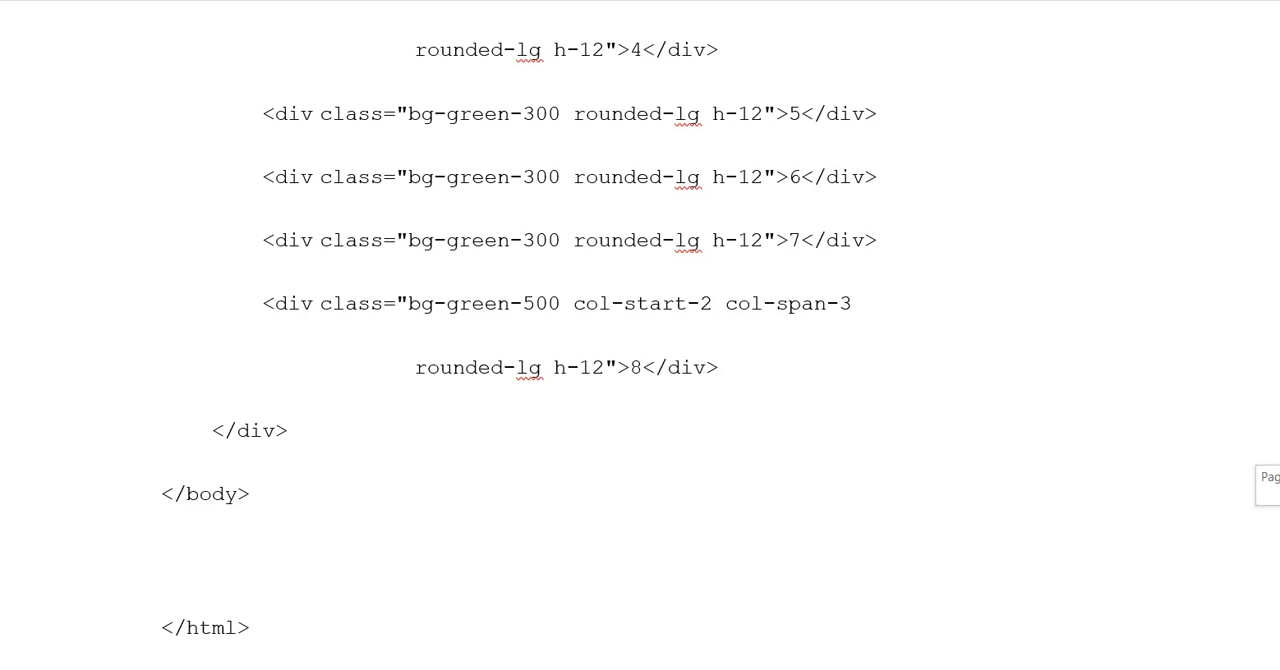 rounded-lg h-12">4</div>
<div class="bg-green-300 rounded-lg h-12">5</div>
<div class="bg-green-300 rounded-lg h-12">6</div>
<div class="bg-green-300 rounded-lg h-12">7</div>
<div class="bg-green-500 col-start-2 col-span-3
rounded-lg h-12">8</div>
</div>
</body>
Pag
</html>